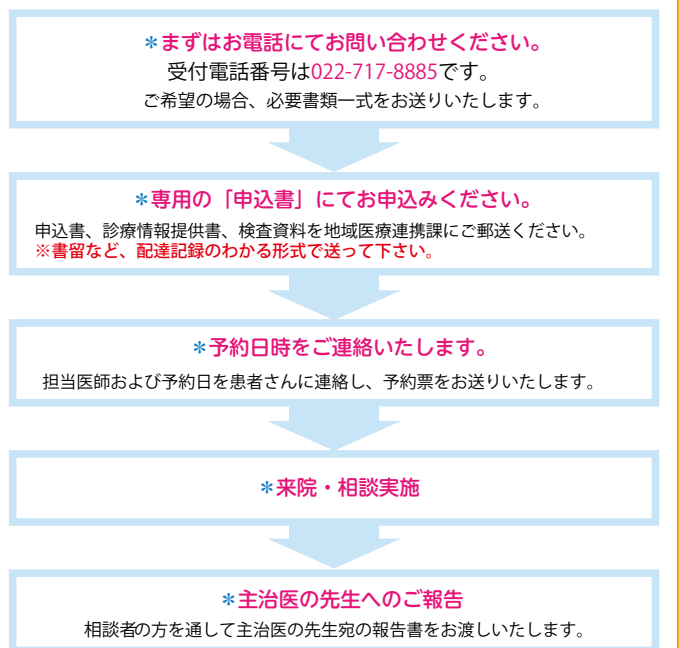 ＊まずはお電話にてお問い合わせください。
受付電話番号は022-717-8885です。
ご希望の場合、必要書類一式をお送りいたします。
＊専用の「申込書」にてお申込みください。
申込書、診療情報提供書、検査資料を地域医療連携課にご郵送ください。
※書留など、配達記録のわかる形式で送って下さい。
＊予約日時をご連絡いたします。
担当医師および予約日を患者さんに連絡し、予約票をお送りいたします。
＊来院・相談実施
＊主治医の先生へのご報告
相談者の方を通して主治医の先生宛の報告書をお渡しいたします。